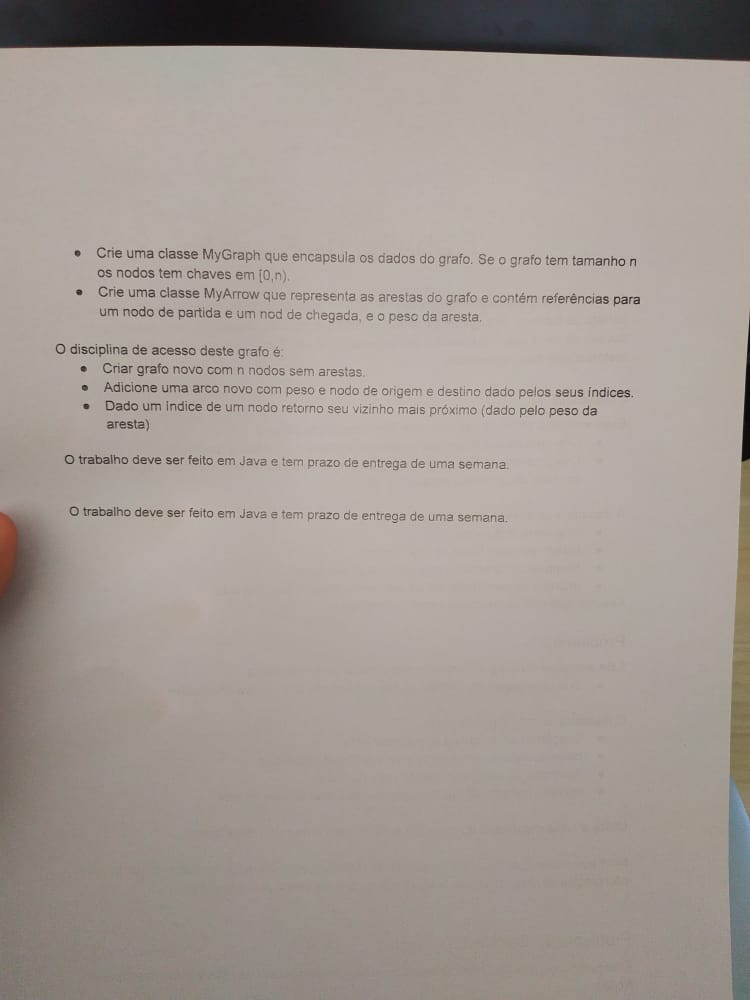 • Crie uma classe MyGraph que encapsula os dados do grafo. Se o grafo tem tamanho n
os nodos tem chaves em [0,n).
• Crie uma classe MyArrow que representa as arestas do grafo e contém referências para
um nodo de partida e um nod de chegada, e o peso da aresta.
O disciplina de acesso deste grafo é:
• Criar grafo novo com n nodos sem arestas.
• Adicione uma arco novo com peso e nodo de origem e destino dado pelos seus índices.
• Dado um índice de um nodo retorno seu vizinho mais próximo (dado pelo peso da
aresta)
O trabalho deve ser feito em Java e tem prazo de entrega de uma semana.
O trabalho deve ser feito em Java e tem prazo de entrega de uma semana.